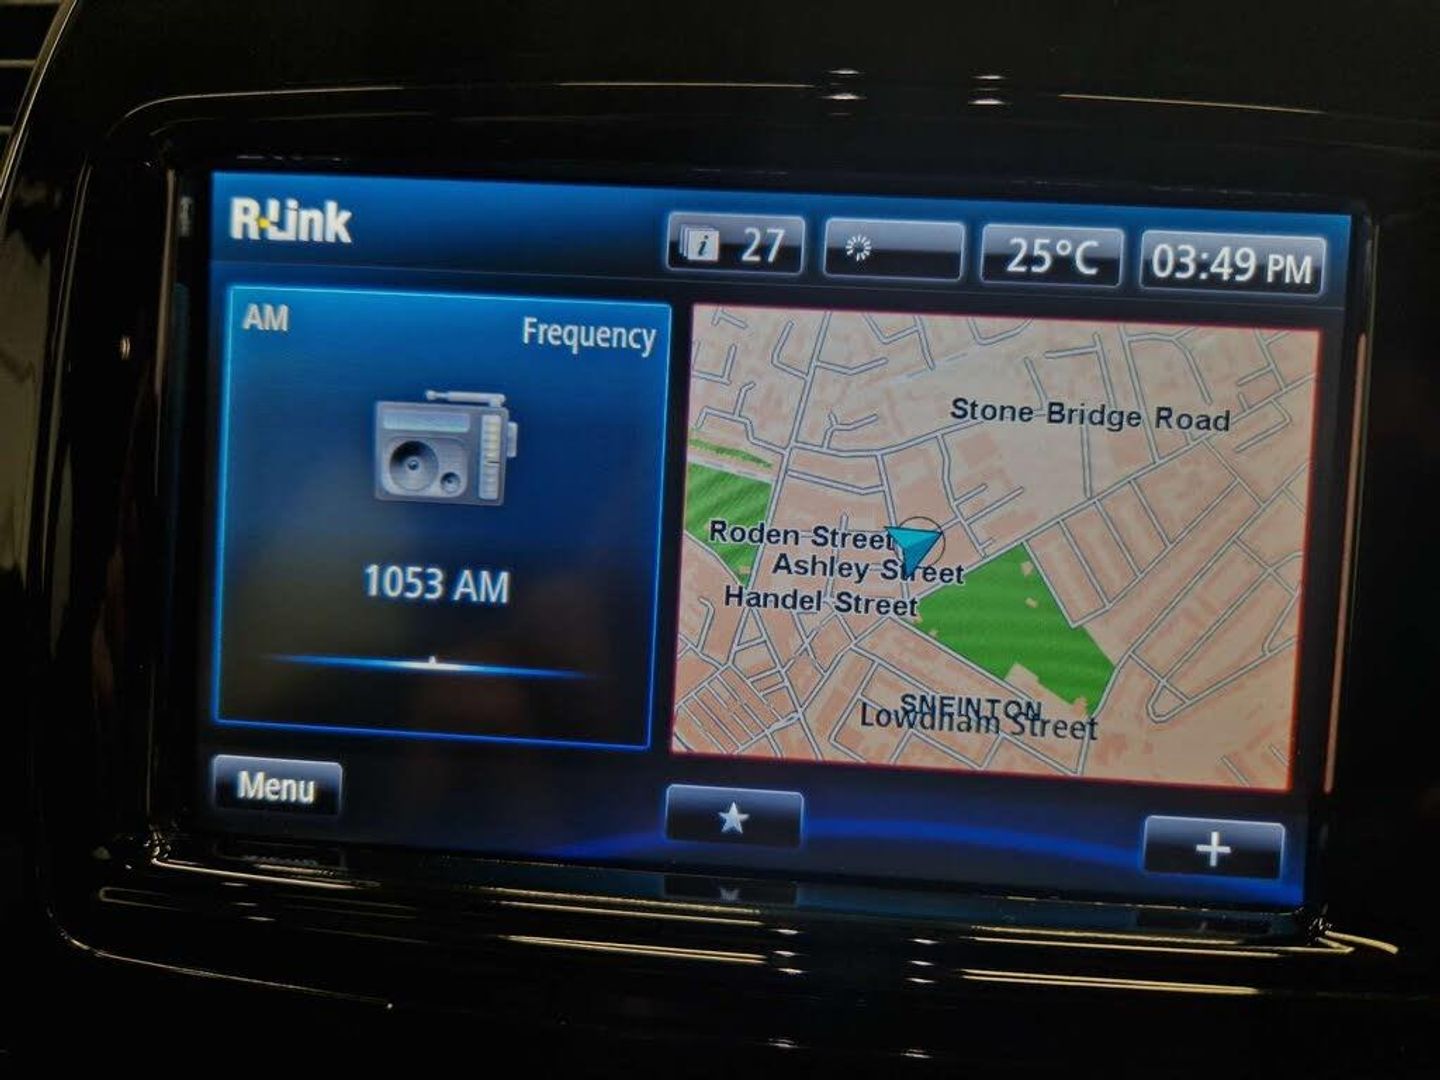 R-Link
i 27
25°C
03:49 PM
AM
Frequency
1053 AM
Stone Bridge Road
Roden Street
Ashley Street
Handel Street
SNEINTON
Lowdham Street
Menu